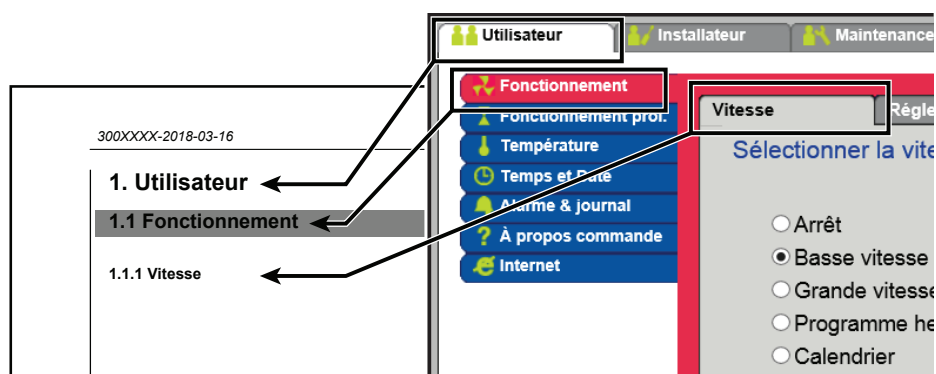 300XXXX-2018-03-16
1. Utilisateur
1.1 Fonctionnement
1.1.1 Vitesse
Utilisateur
Installateur
Maintenance
Fonctionnement
Fonctionnement prol.
Température
Temps et Date
Alarme & journal
À propos commande
Internet
Vitesse
Régle
Sélectionner la vite
Arrêt
Basse vitesse
Grande vitesse
Programme he
Calendrier